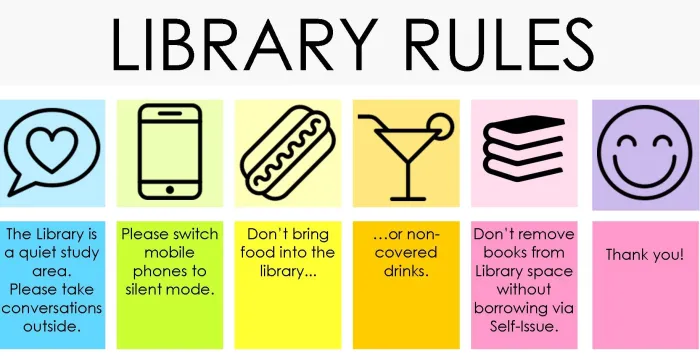 LIBRARY RULES
The Library is
a quiet study
area.
Please take
conversations
outside.
Please switch
mobile
phones to
silent mode.
Don't bring
food into the
library...
…or non-
covered
drinks.
Don't remove
books from
Library space
without
borrowing via
Self-Issue.
Thank you!